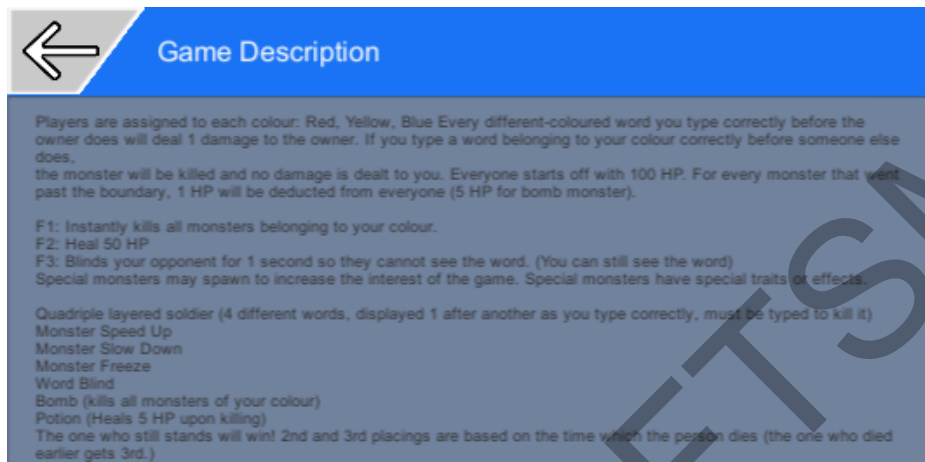 Game Description
Players are assigned to each colour: Red, Yellow, Blue Every different-coloured word you type correctly before the
owner does will deal 1 damage to the owner. If you type a word belonging to your colour correctly before someone else
does,
the monster will be killed and no damage is dealt to you. Everyone starts off with 100 HP. For every monster that went
past the boundary, 1 HP will be deducted from everyone (5 HP for bomb monster).
F1: Instantly kills all monsters belonging to your colour.
F2: Heal 50 HP
F3: Blinds your opponent for 1 second so they cannot see the word. (You can still see the word)
Special monsters may spawn to increase the interest of the game. Special monsters have special traits or effects.
Quadriple layered soldier (4 different words, displayed 1 after another as you type correctly, must be typed to kill it)
Monster Speed Up
Monster Slow Down
Monster Freeze
Word Blind
Bomb (kills all monsters of your colour)
Potion (Heals 5 HP upon killing)
The one who still stands will win! 2nd and 3rd placings are based on the time which the person dies (the one who died
earlier gets 3rd.)